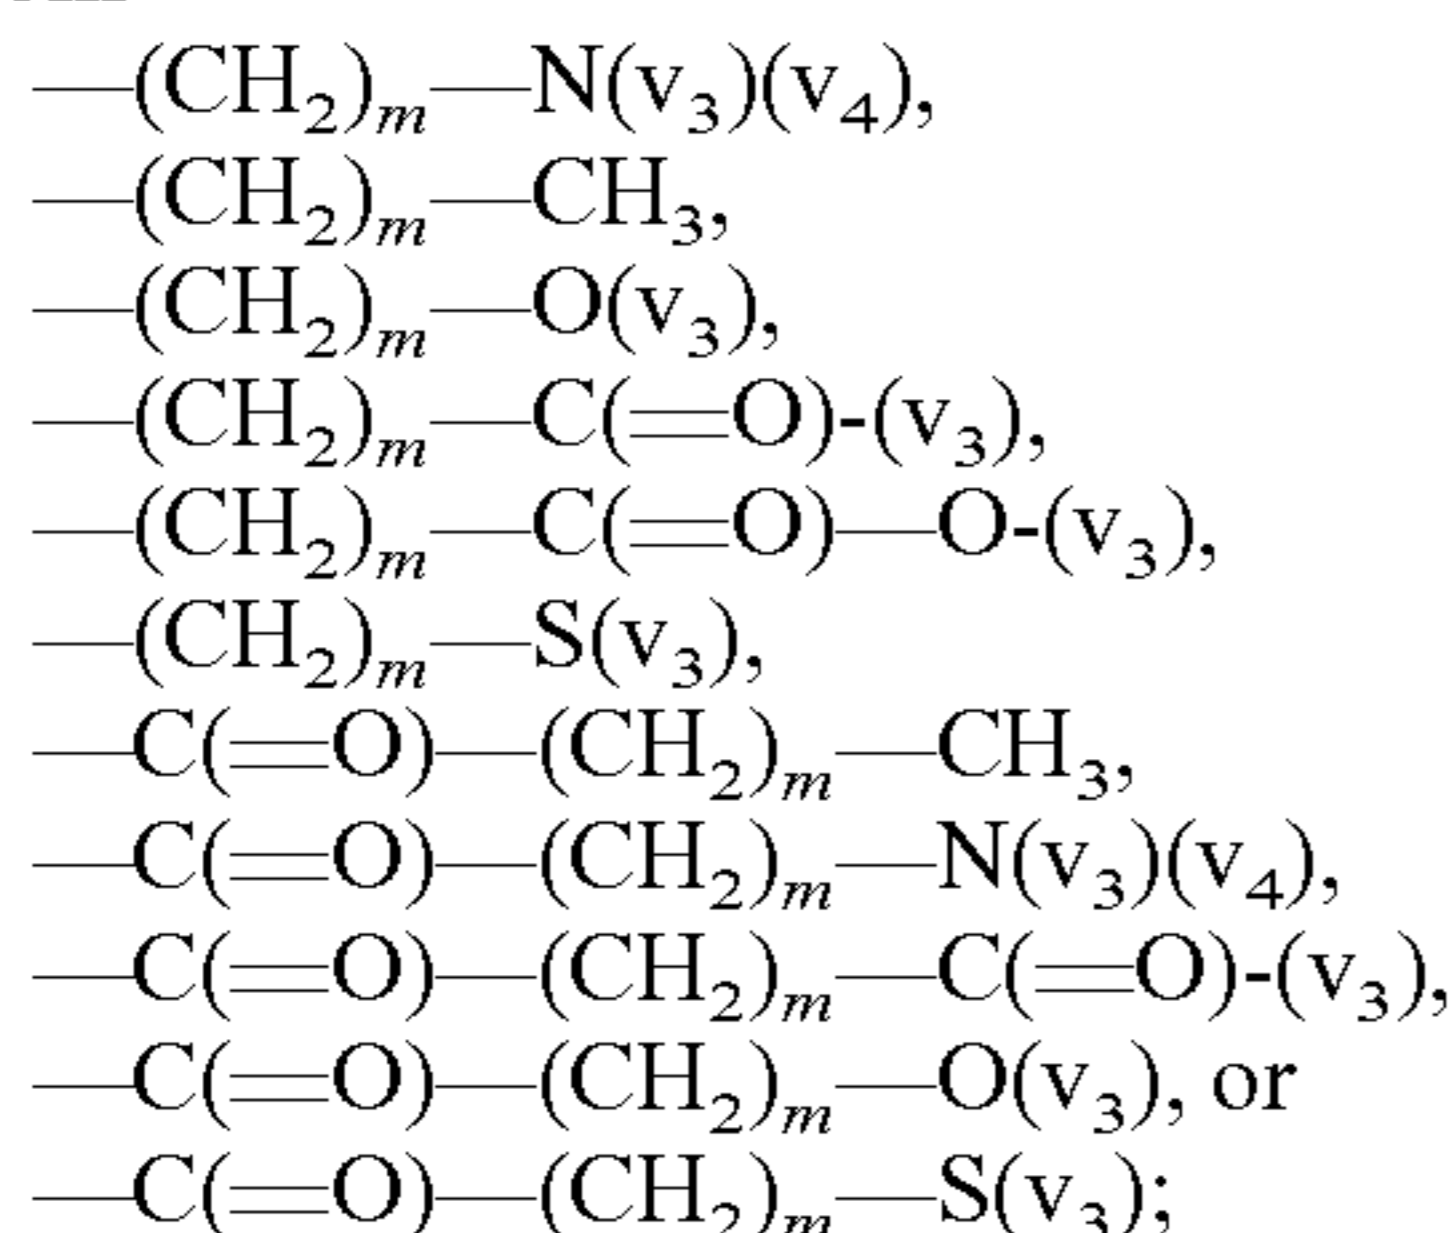 —(CH₂)ₘ—N(v₃)(v₄),
—(CH₂)ₘ—CH₃,
—(CH₂)ₘ—O(v₃),
—(CH₂)ₘ—C(=O)-(v₃),
—(CH₂)ₘ—C(=O)—O-(v₃),
—(CH₂)ₘ—S(v₃),
—C(=O)—(CH₂)ₘ—CH₃,
—C(=O)—(CH₂)ₘ—N(v₃)(v₄),
—C(=O)—(CH₂)ₘ—C(=O)-(v₃),
—C(=O)—(CH₂)ₘ—O(v₃), or
—C(=O)—(CH₂)ₘ—S(v₃);